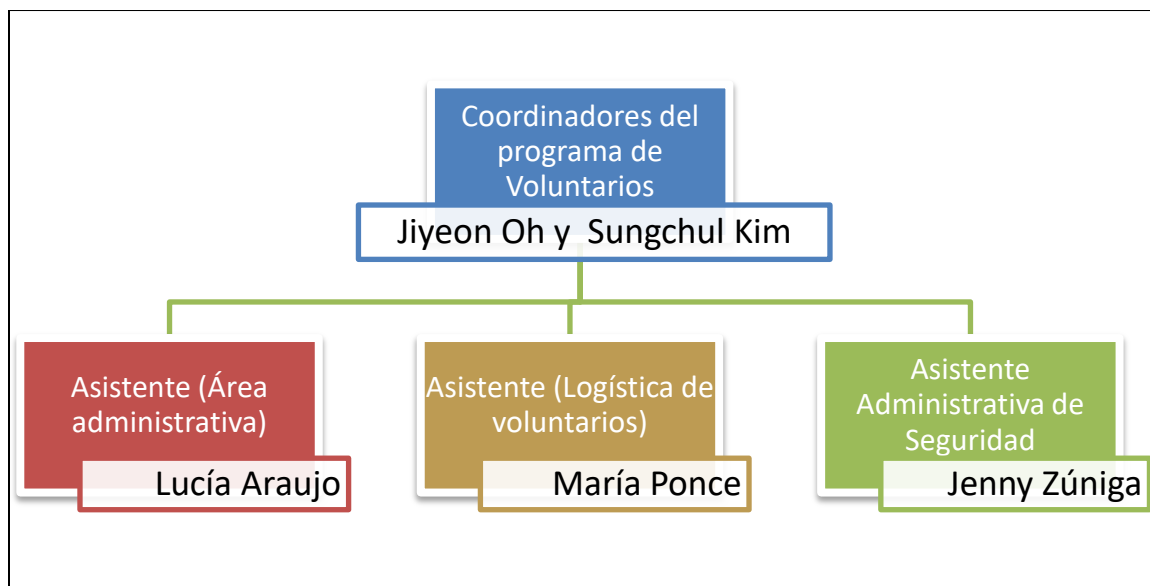 Coordinadores del
programa de
Voluntarios
Jiyeon Oh y  Sungchul Kim
Asistente (Área
administrativa)
Lucía Araujo
Asistente (Logística de
voluntarios)
María Ponce
Asistente
Administrativa de
Seguridad
Jenny Zúniga